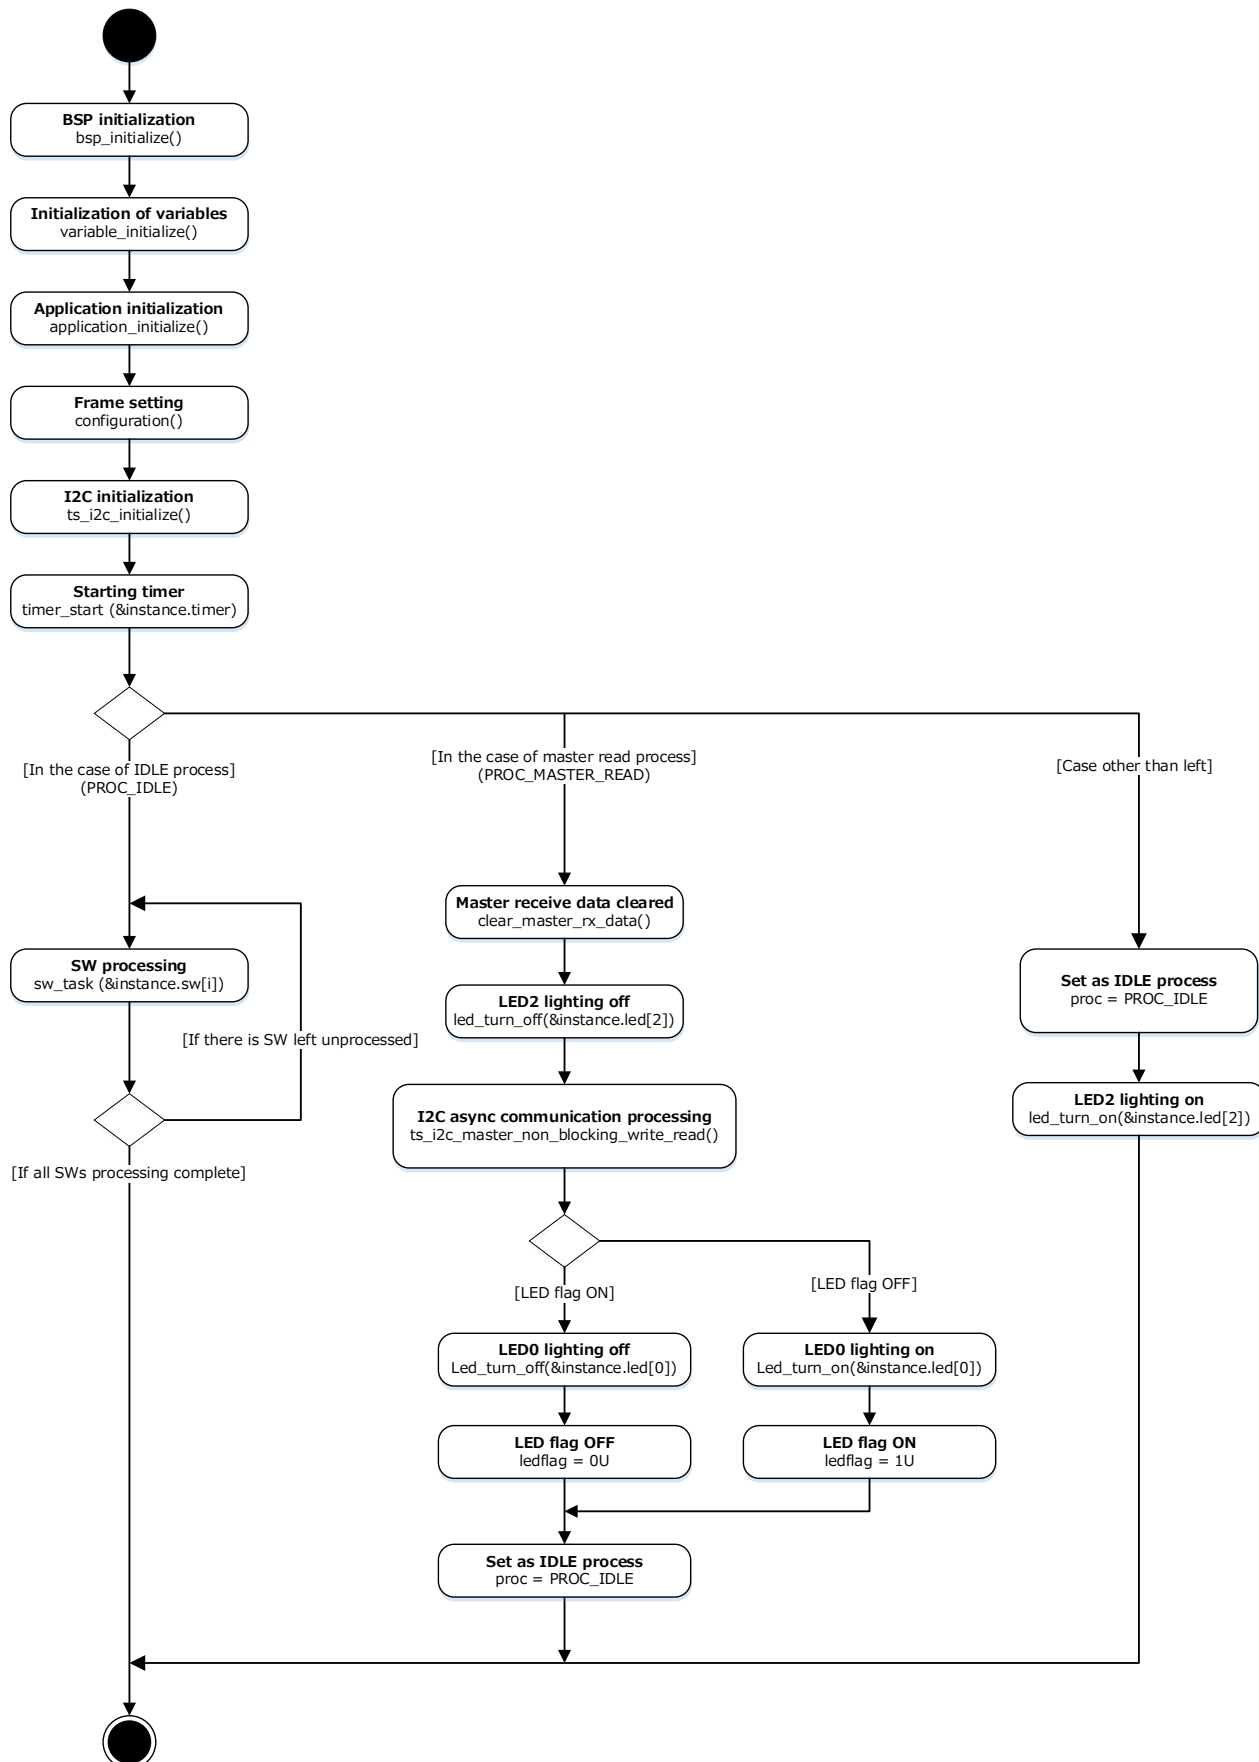 BSP initialization
bsp_initialize()
Initialization of variables
variable_initialize()
Application initialization
application_initialize()
Frame setting
configuration()
I2C initialization
ts_i2c_initialize()
Starting timer
timer_start (&instance.timer)
[In the case of IDLE process]
(PROC_IDLE)
[In the case of master read process]
(PROC_MASTER_READ)
[Case other than left]
Master receive data cleared
clear_master_rx_data()
SW processing
sw_task (&instance.sw[i])
Set as IDLE process
proc = PROC_IDLE
LED2 lighting off
led_turn_off(&instance.led[2])
[If there is SW left unprocessed]
LED2 lighting on
led_turn_on(&instance.led[2])
I2C async communication processing
ts_i2c_master_non_blocking_write_read()
[If all SWs processing complete]
[LED flag ON]
[LED flag OFF]
LED0 lighting off
Led_turn_off(&instance.led[0])
LED0 lighting on
Led_turn_on(&instance.led[0])
LED flag OFF
ledflag = 0U
LED flag ON
ledflag = 1U
Set as IDLE process
proc = PROC_IDLE